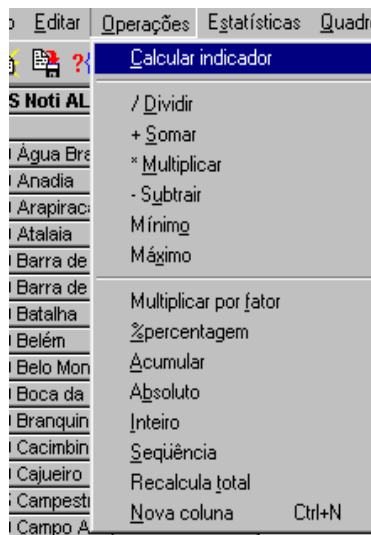 Editar Operações Estatísticas Quadr
Calcular indicador
S Noti AL
/ Dividir
+ Somar
* Multiplicar
- Subtrair
Mínimo
Máximo
Multiplicar por fator
%percentagem
Acumular
Absoluto
Inteiro
Seqüência
Recalcula total
Nova coluna Ctrl+N
Água Bra
Anadia
Arapirac
Atalaia
Barra de
Barra de
Batalha
Belém
Belo Mon
Boca da
Branquin
Cacimbin
Cajueiro
Campest
Campo A